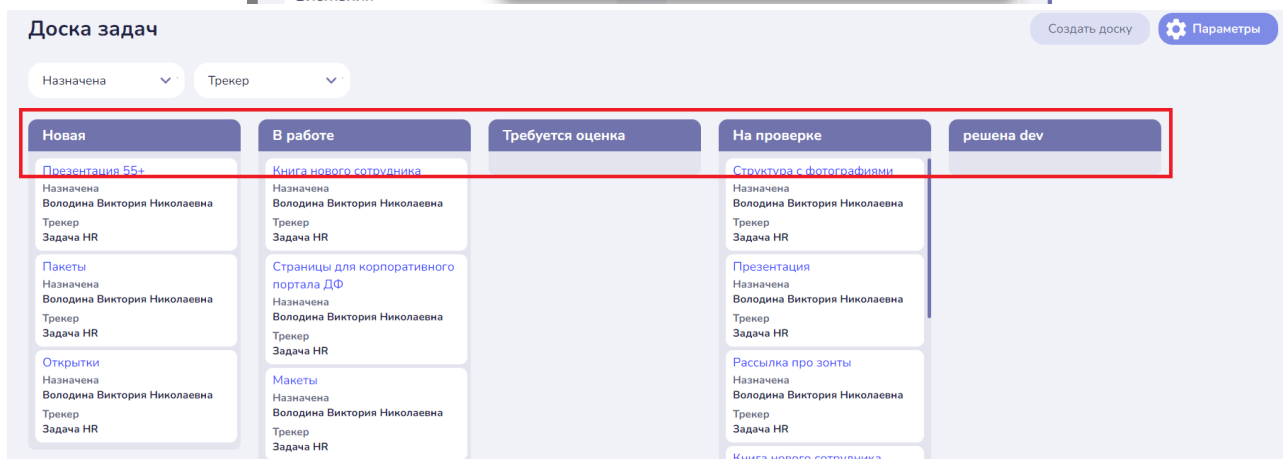 Доска задач
Создать доску
Параметры
Назначена
Трекер
Новая
Презентация 55+
Назначена
Володина Виктория Николаевна
Трекер
Задача HR
Пакеты
Назначена
Володина Виктория Николаевна
Трекер
Задача HR
Открытки
Назначена
Володина Виктория Николаевна
Трекер
Задача HR
В работе
Книга нового сотрудника
Назначена
Володина Виктория Николаевна
Трекер
Задача HR
Страницы для корпоративного
портала ДФ
Назначена
Володина Виктория Николаевна
Трекер
Задача HR
Макеты
Назначена
Володина Виктория Николаевна
Трекер
Задача HR
Требуется оценка
На проверке
Структура с фотографиями
Назначена
Володина Виктория Николаевна
Трекер
Задача HR
Презентация
Назначена
Володина Виктория Николаевна
Трекер
Задача HR
Рассылка про зонты
Назначена
Володина Виктория Николаевна
Трекер
Задача HR
Книга нового сотрудника
решена dev